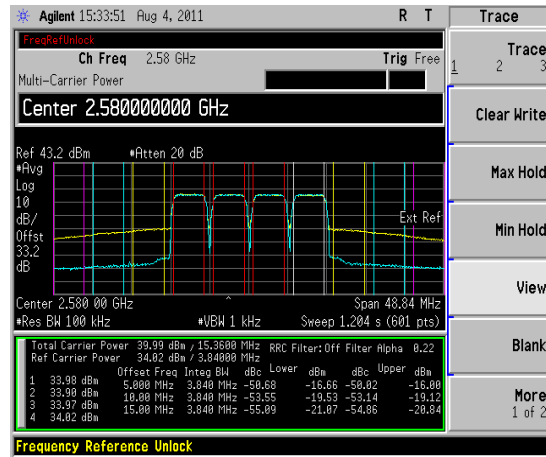 Agilent 15:33:51 Aug 4, 2011 R T Trace
FreqRefUnlock
Ch Freq 2.58 GHz Trig Free
Multi-Carrier Power
Center 2.580000000 GHz
Ref 43.2 dBm #Atten 20 dB
#Avg
Log
10
dB/
Offst
33.2
dB
Ext Ref
Center 2.580 00 GHz ^ Span 48.84 MHz
#Res BW 100 kHz #VBW 1 kHz Sweep 1.204 s (601 pts)
Total Carrier Power 39.99 dBm / 15.3600 MHz RRC Filter: Off Filter Alpha 0.22
Ref Carrier Power 34.02 dBm / 3.84000 MHz
Offset Freq Integ BW dBc Lower dBm dBc Upper dBm
1 33.98 dBm 5.000 MHz 3.840 MHz -50.68 -16.66 -50.02 -16.00
2 33.90 dBm 10.00 MHz 3.840 MHz -53.55 -19.53 -53.14 -19.12
3 33.97 dBm 15.00 MHz 3.840 MHz -55.09 -21.07 -54.86 -20.84
4 34.02 dBm
Frequency Reference Unlock
Trace
1 2 3
Clear Write
Max Hold
Min Hold
View
Blank
More
1 of 2